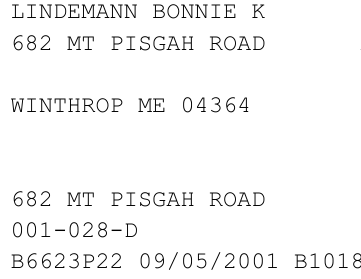 LINDEMANN BONNIE K
682 MT PISGAH ROAD
WINTHROP ME 04364
682 MT PISGAH ROAD
001-028-D
B6623P22 09/05/2001 B1018